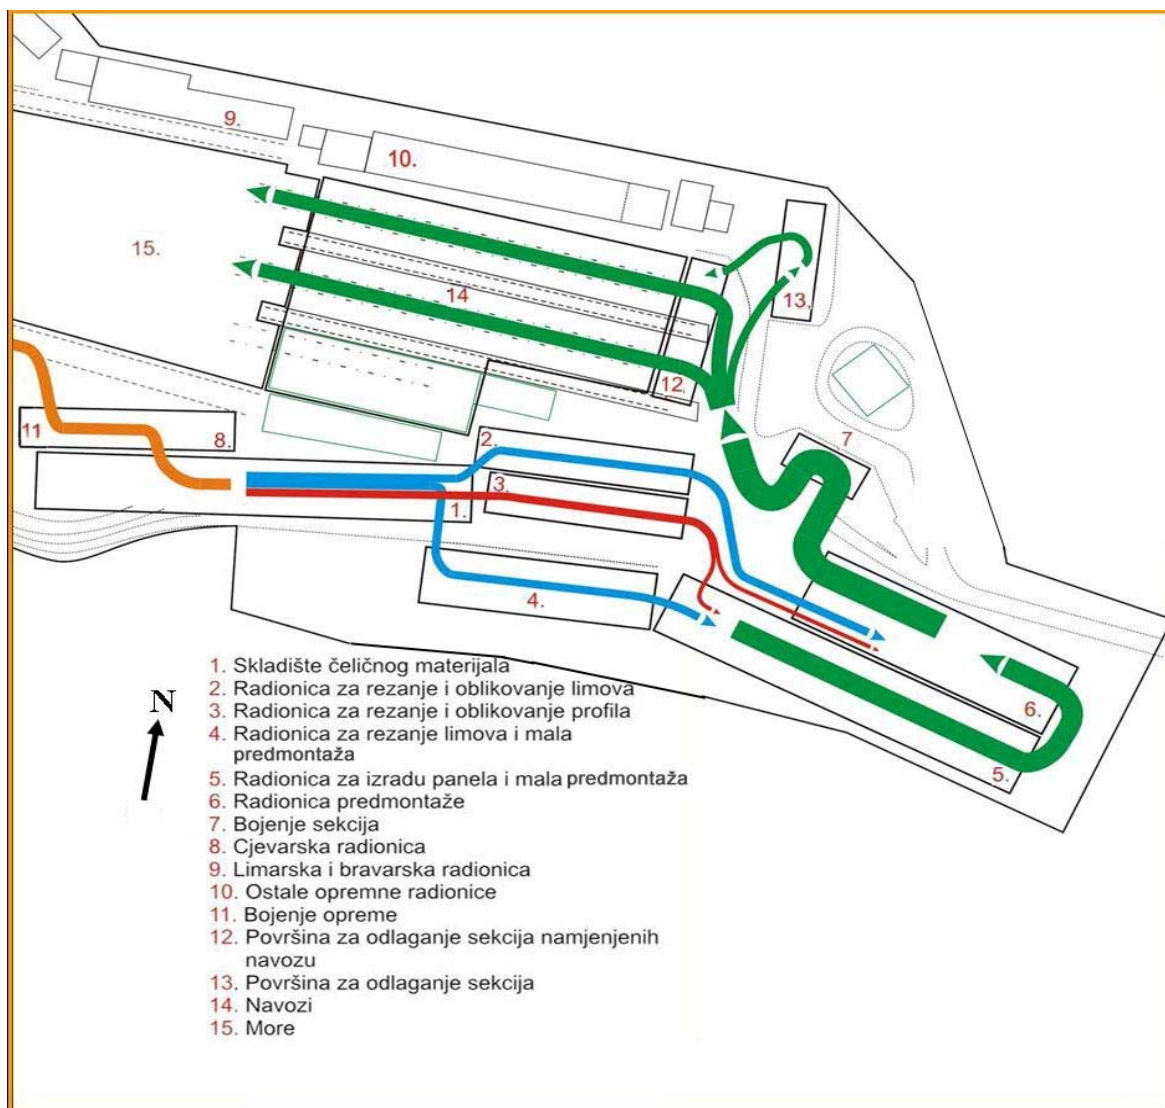 9.
10.
15.
14
13.
12.
11
8.
2.
7
3.
1.
4.
6.
5.
N
1. Skladište čeličnog materijala
2. Radionica za rezanje i oblikovanje limova
3. Radionica za rezanje i oblikovanje profila
4. Radionica za rezanje limova i mala
predmontaža
5. Radionica za izradu panela i mala predmontaža
6. Radionica predmontaže
7. Bojenje sekcija
8. Cjevarska radionica
9. Limarska i bravarska radionica
10. Ostale opremne radionice
11. Bojenje opreme
12. Površina za odlaganje sekcija namjenjenih
navozu
13. Površina za odlaganje sekcija
14. Navozi
15. More